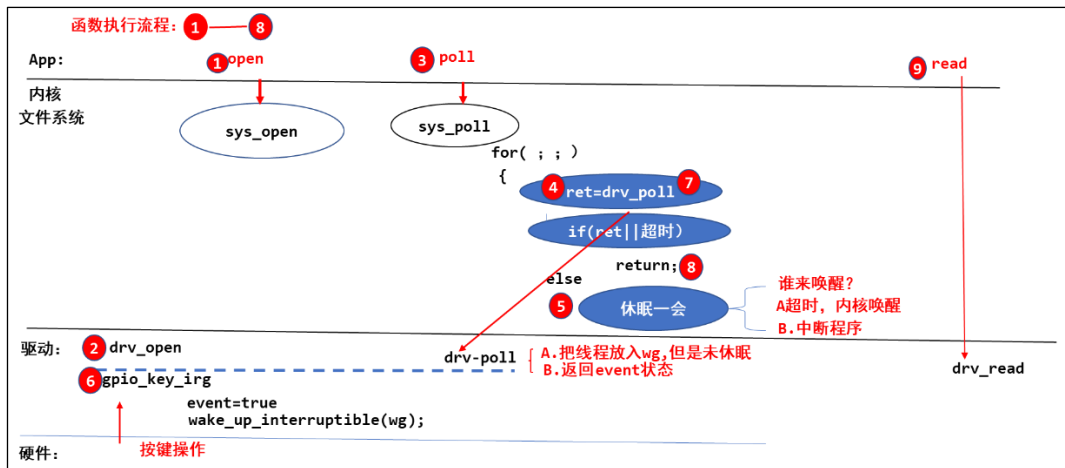 函数执行流程：1 8
App: 1 open 3 poll 9 read
内核
文件系统
sys_open sys_poll
for( ; ; )
{
4 ret=drv_poll 7
if(ret||超时)
return; 8
else
5 休眠一会
谁来唤醒?
A超时，内核唤醒
B.中断程序
驱动： 2 drv_open drv-poll drv_read
A.把线程放入wg,但是未休眠
B.返回event状态
6 gpio_key_irg
event=true
wake_up_interruptible(wg);
按键操作
硬件：